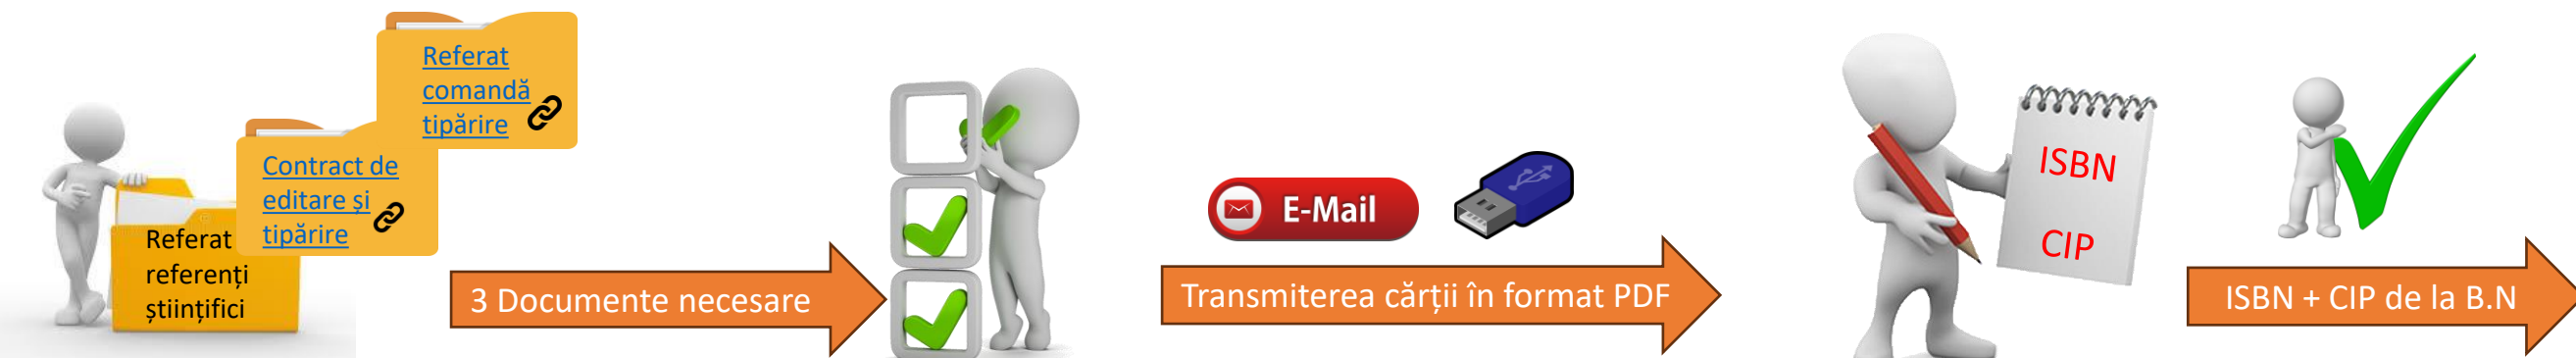 Referat
comandă
tipărire
Contract de
editare și
tipărire
Referat
referenți
științifici
3 Documente necesare
E-Mail
Transmiterea cărții în format PDF
ISBN
CIP
ISBN + CIP de la B.N